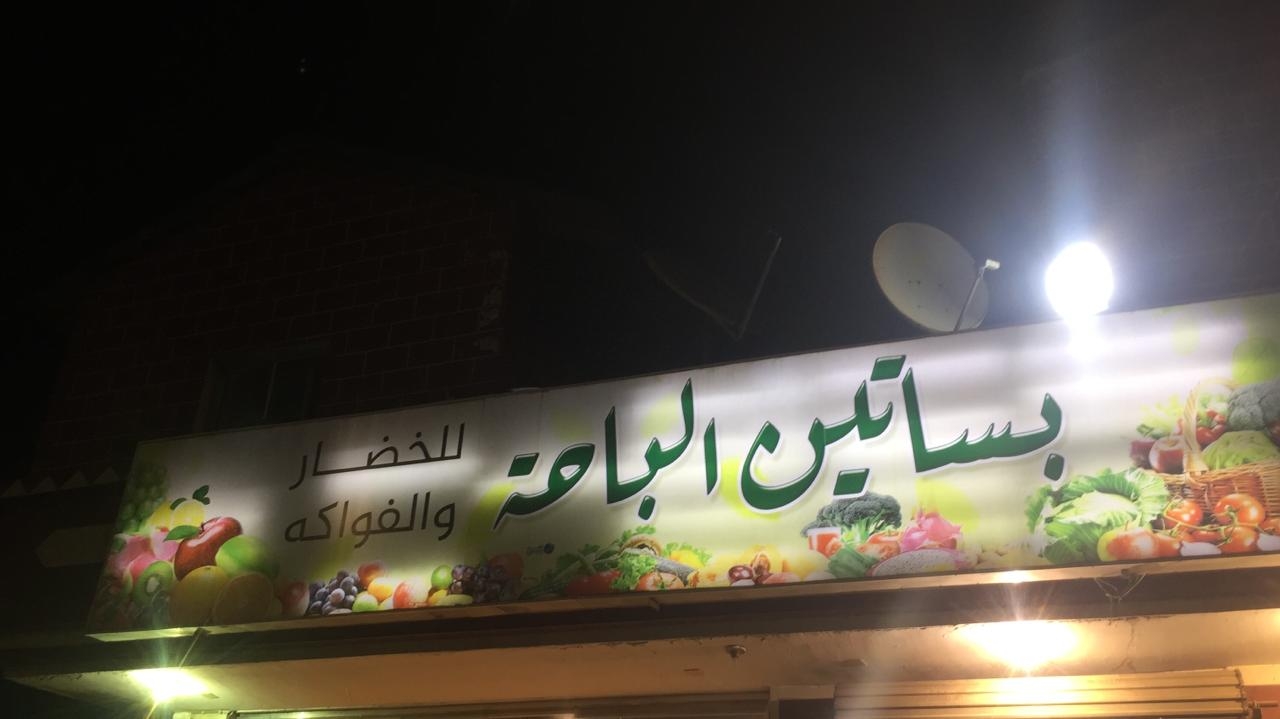 بساتين الباحة
للخضار
والفواكه